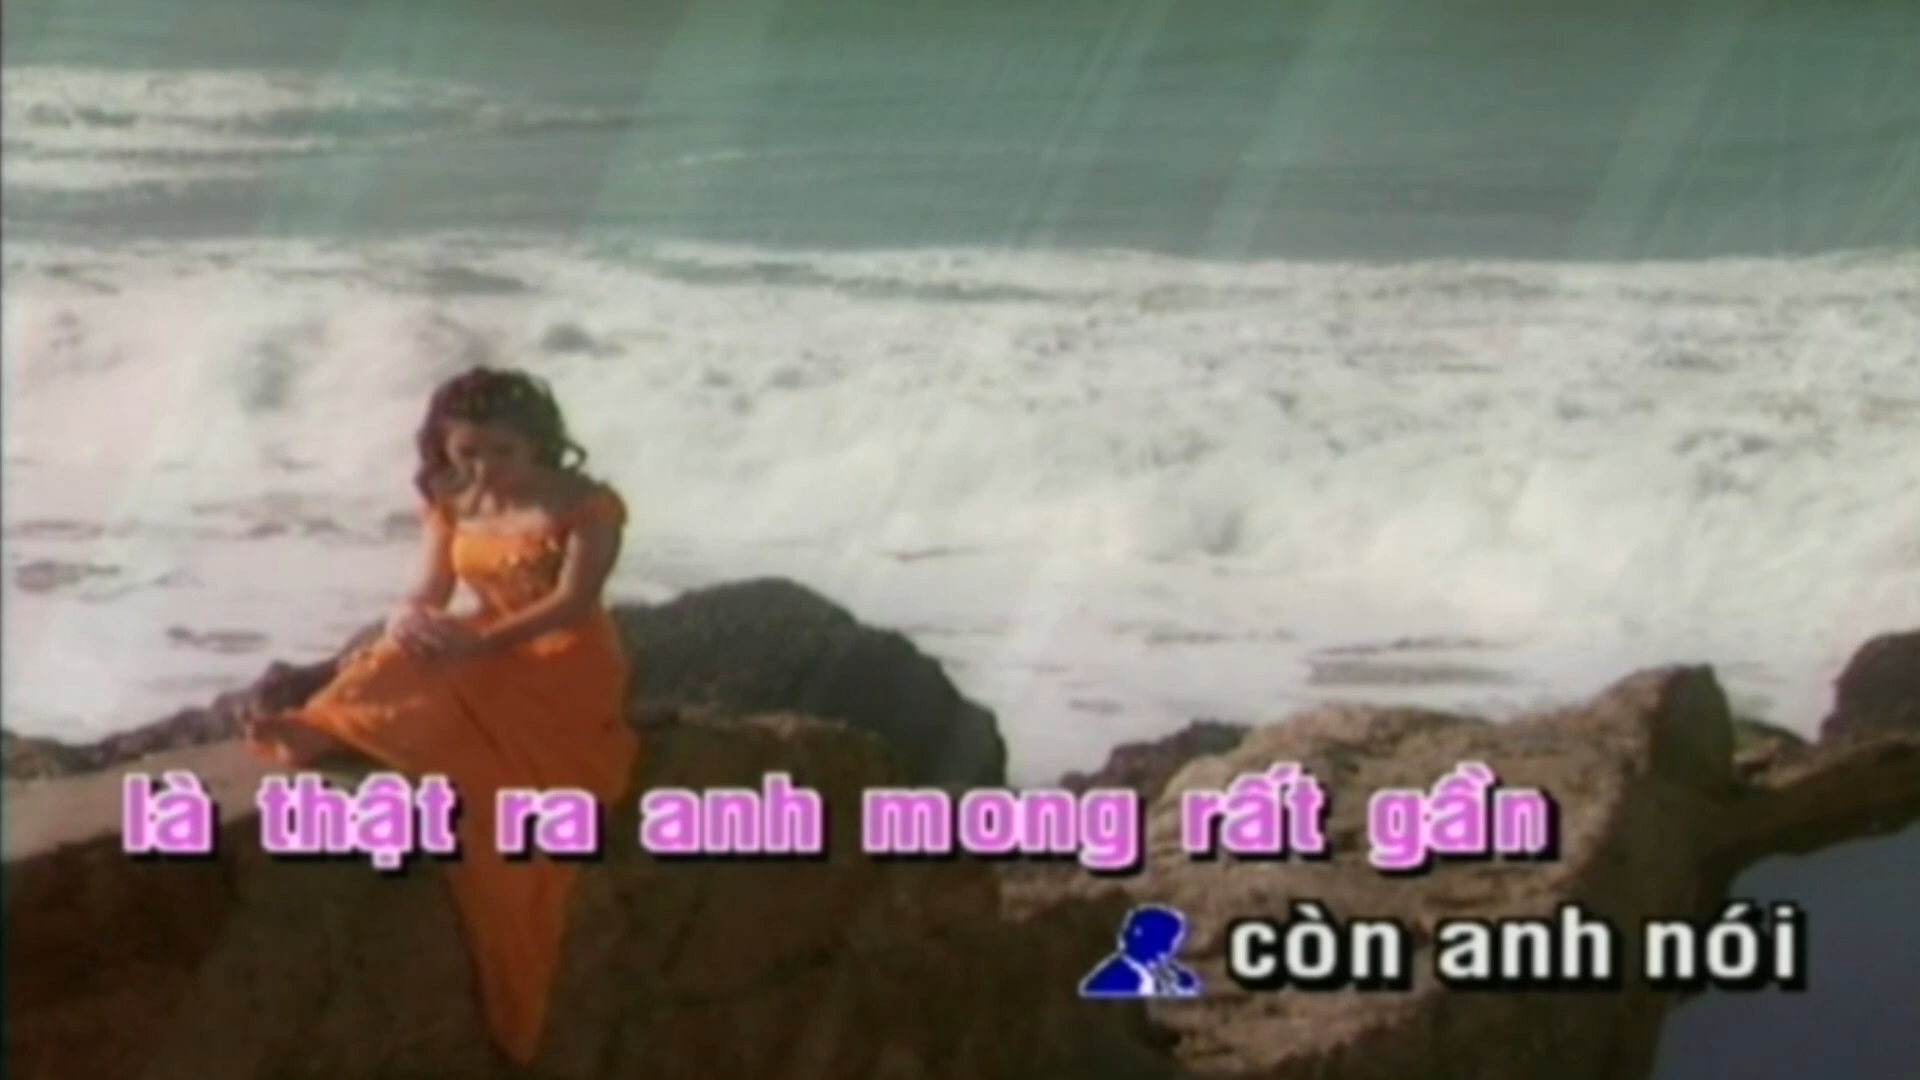 là thật ra anh mong rất gần
còn anh nói